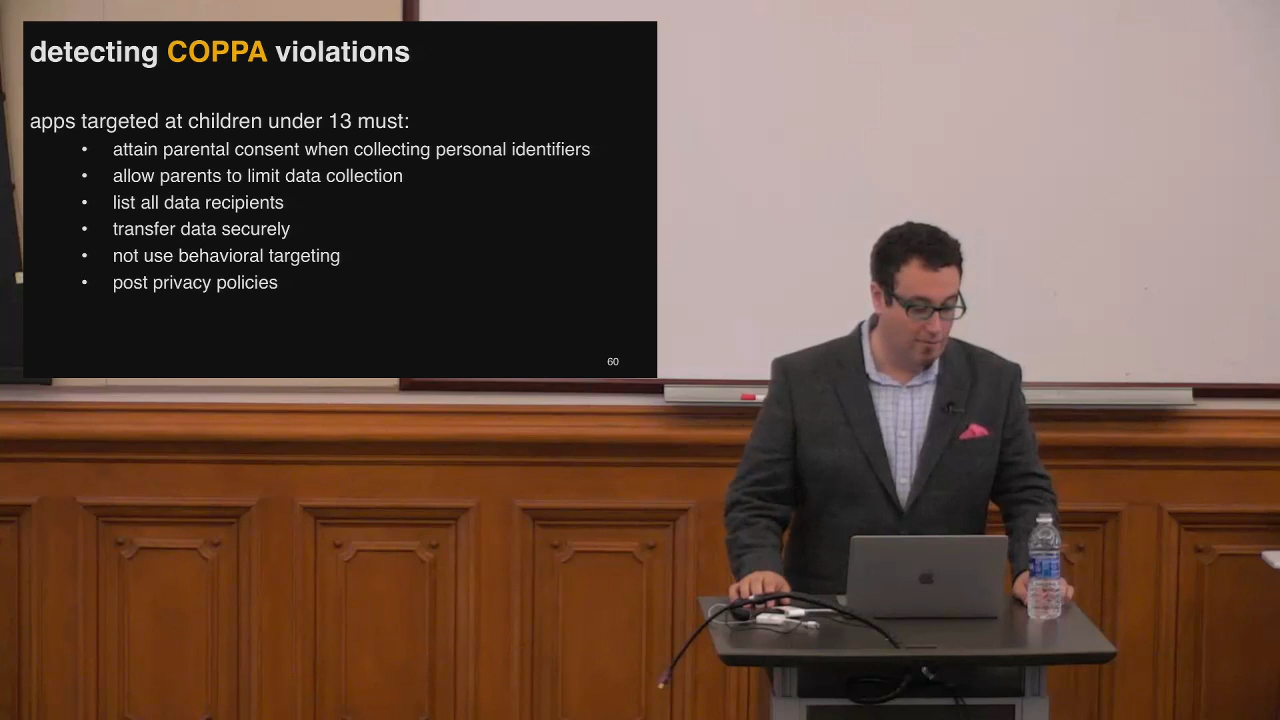 detecting COPPA violations
apps targeted at children under 13 must:
• attain parental consent when collecting personal identifiers
• allow parents to limit data collection
• list all data recipients
• transfer data securely
• not use behavioral targeting
• post privacy policies
60